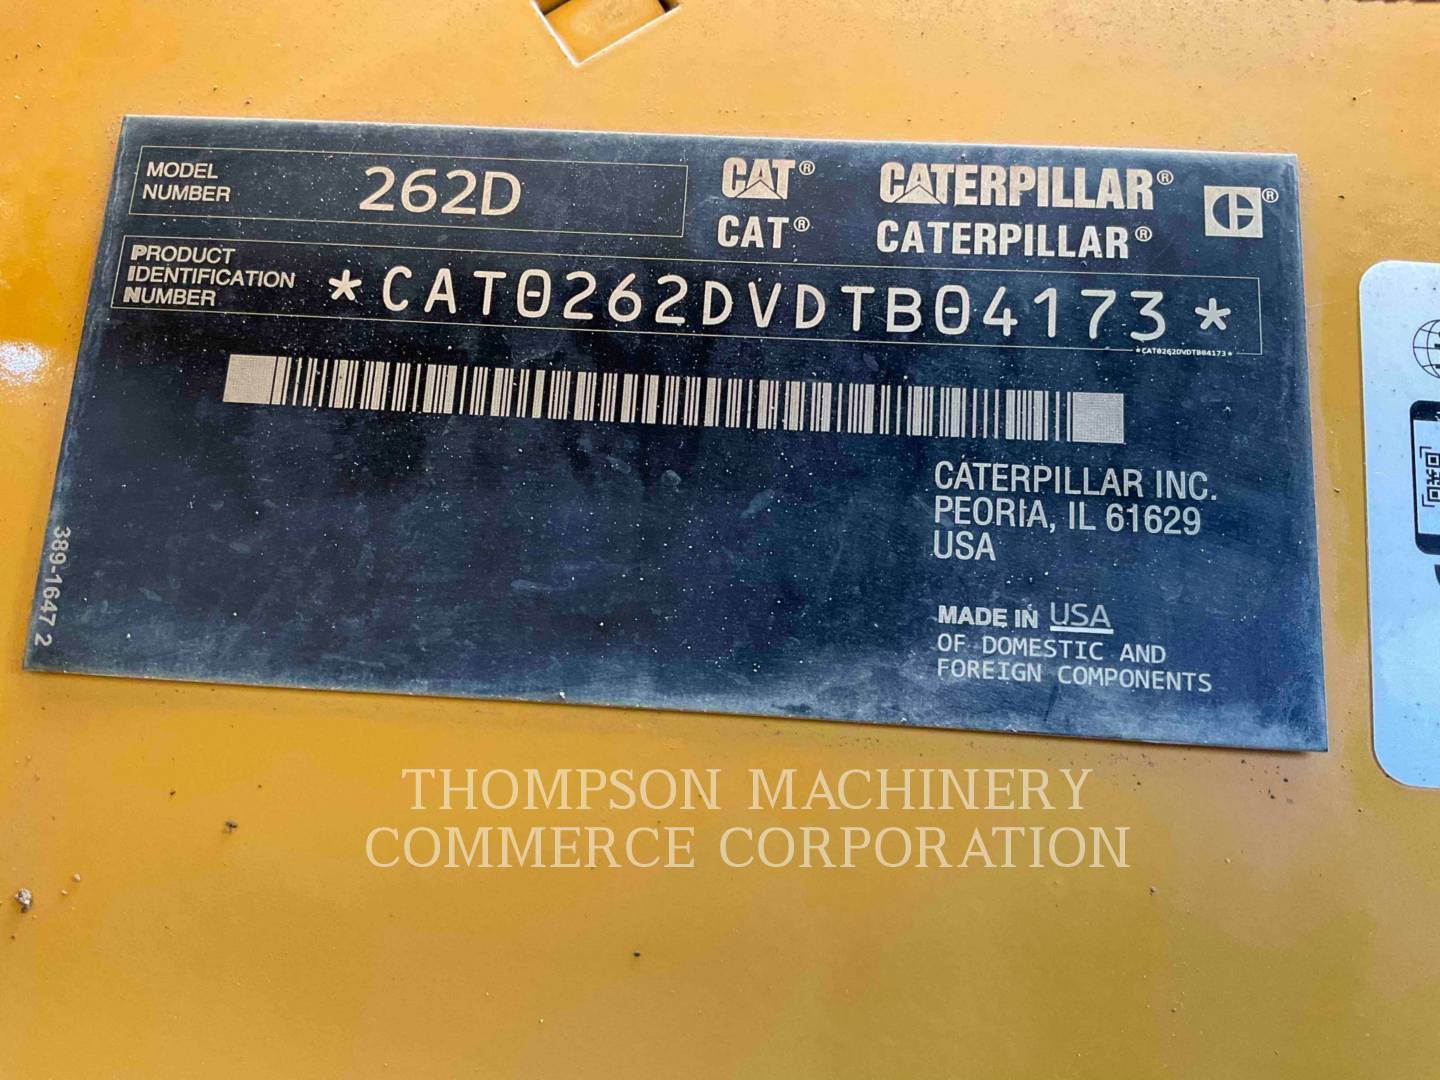 MODEL
NUMBER
262D
CAT® CATERPILLAR® ®
CAT® CATERPILLAR®
PRODUCT
IDENTIFICATION
NUMBER
*CAT0262DVDTB04173*
*CAT0262DVDTB04173*
CATERPILLAR INC.
PEORIA, IL 61629
USA
MADE IN USA
OF DOMESTIC AND
FOREIGN COMPONENTS
389-1647 2
THOMPSON MACHINERY
COMMERCE CORPORATION